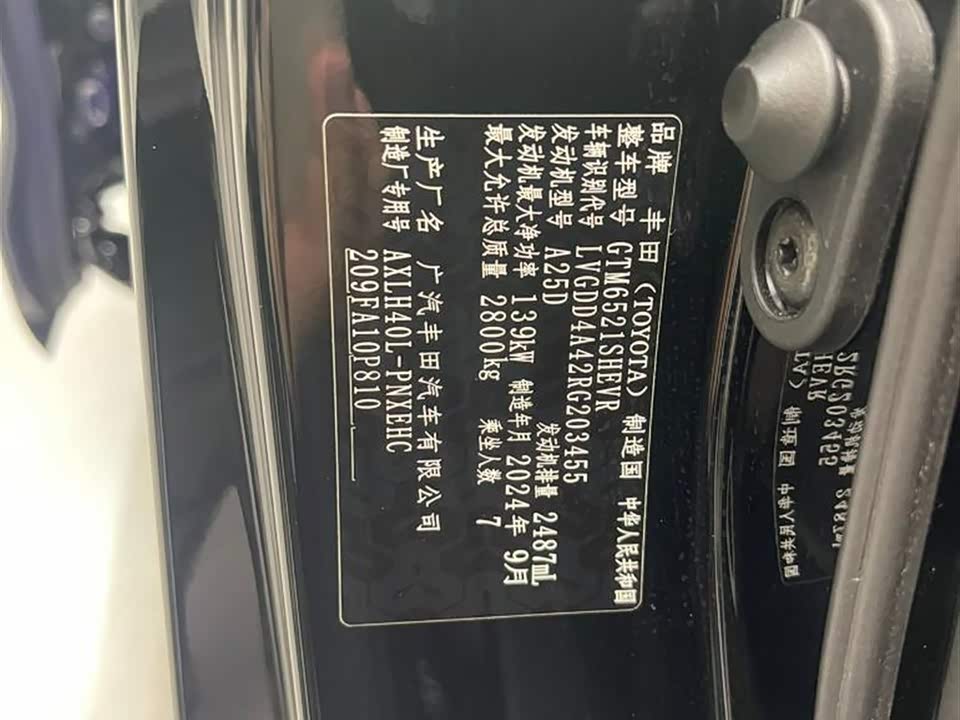 品牌 丰田(TOYOTA) 制造国 中华人民共和国
整车型号 GTM6521SHEVR
车辆识别代号 LVGDD4A42RG203455
发动机型号 A25D 发动机排量 2487mL
发动机最大净功率 139kW 制造年月 2024年 9月
最大允许总质量 2800kg 乘坐人数 7
生产厂名 广汽丰田汽车有限公司
制造厂专用号 AXLH40L-PNXEHC
209FA10P810